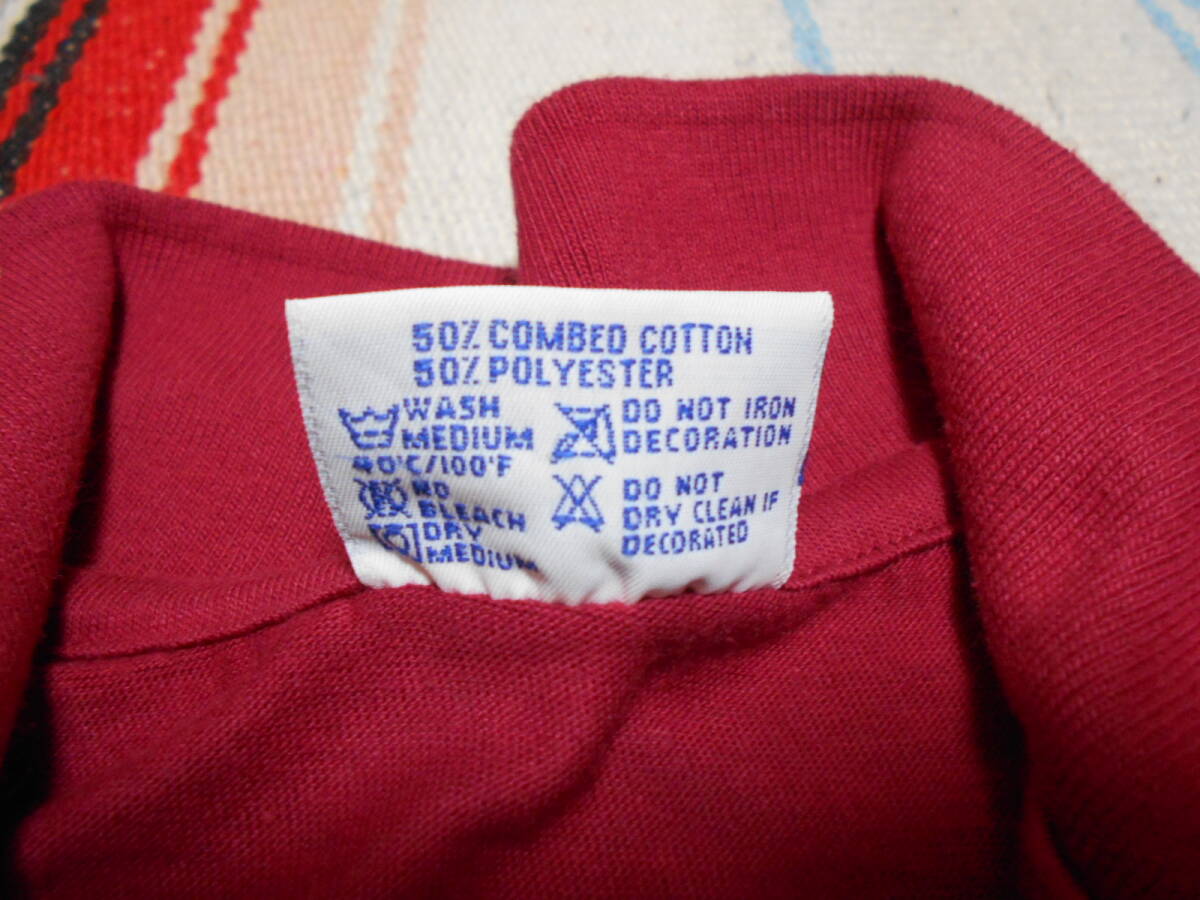 50% COMBED COTTON
50% POLYESTER
WASH
MEDIUM
40°C/100°F
NO
BLEACH
DRY
MEDIUM
DO NOT IRON
DECORATION
DO NOT
DRY CLEAN IF
DECORATED